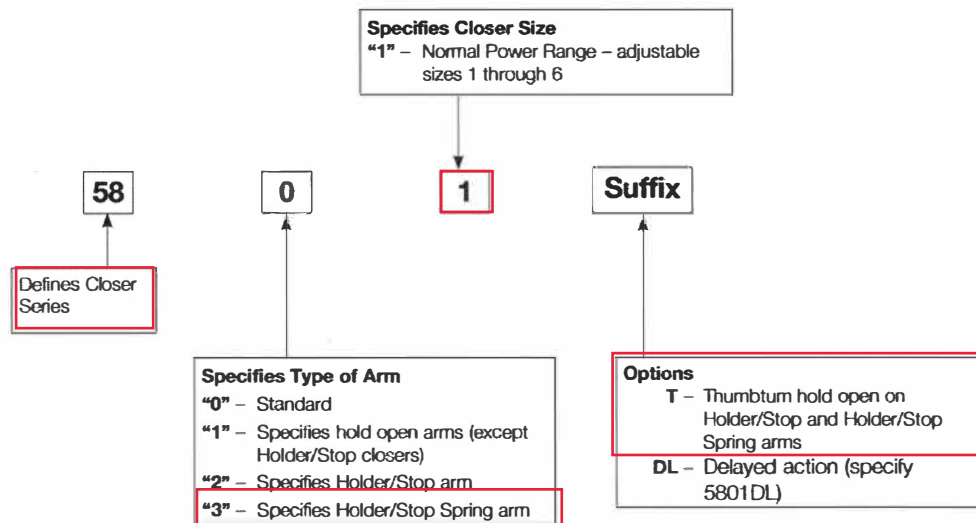 Specifies Closer Size
“1” – Normal Power Range – adjustable
sizes 1 through 6
58
0
1
Suffix
Defines Closer
Series
Specifies Type of Arm
“0” – Standard
“1” – Specifies hold open arms (except
Holder/Stop closers)
“2” – Specifies Holder/Stop arm
“3” – Specifies Holder/Stop Spring arm
Options
T – Thumbturn hold open on
Holder/Stop and Holder/Stop
Spring arms
DL – Delayed action (specify
5801DL)